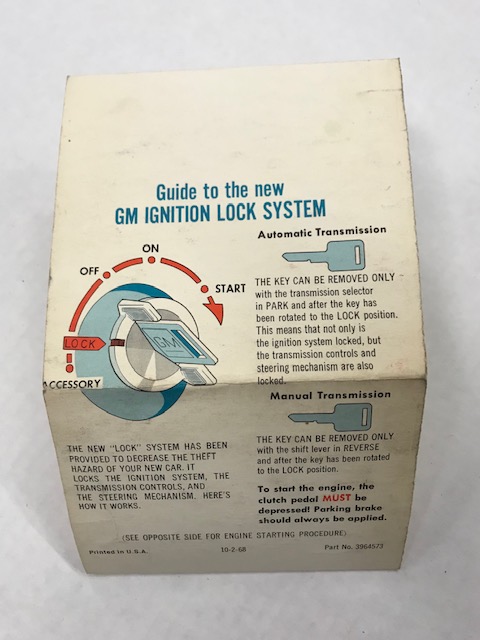 Guide to the new
GM IGNITION LOCK SYSTEM
ON
OFF
START
LOCK
ACCESSORY
GM
Automatic Transmission
THE KEY CAN BE REMOVED ONLY
with the transmission selector
in PARK and after the key has
been rotated to the LOCK position.
This means that not only is
the ignition system locked, but
the transmission controls and
steering mechanism are also
locked.
Manual Transmission
THE KEY CAN BE REMOVED ONLY
with the shift lever in REVERSE
and after the key has been rotated
to the LOCK position.
To start the engine, the
clutch pedal MUST be
depressed! Parking brake
should always be applied.
THE NEW "LOCK" SYSTEM HAS BEEN
PROVIDED TO DECREASE THE THEFT
HAZARD OF YOUR NEW CAR. IT
LOCKS THE IGNITION SYSTEM, THE
TRANSMISSION CONTROLS, AND
THE STEERING MECHANISM. HERE'S
HOW IT WORKS.
(SEE OPPOSITE SIDE FOR ENGINE STARTING PROCEDURE)
Printed in U.S.A. 10-2-68 Part No. 3964573